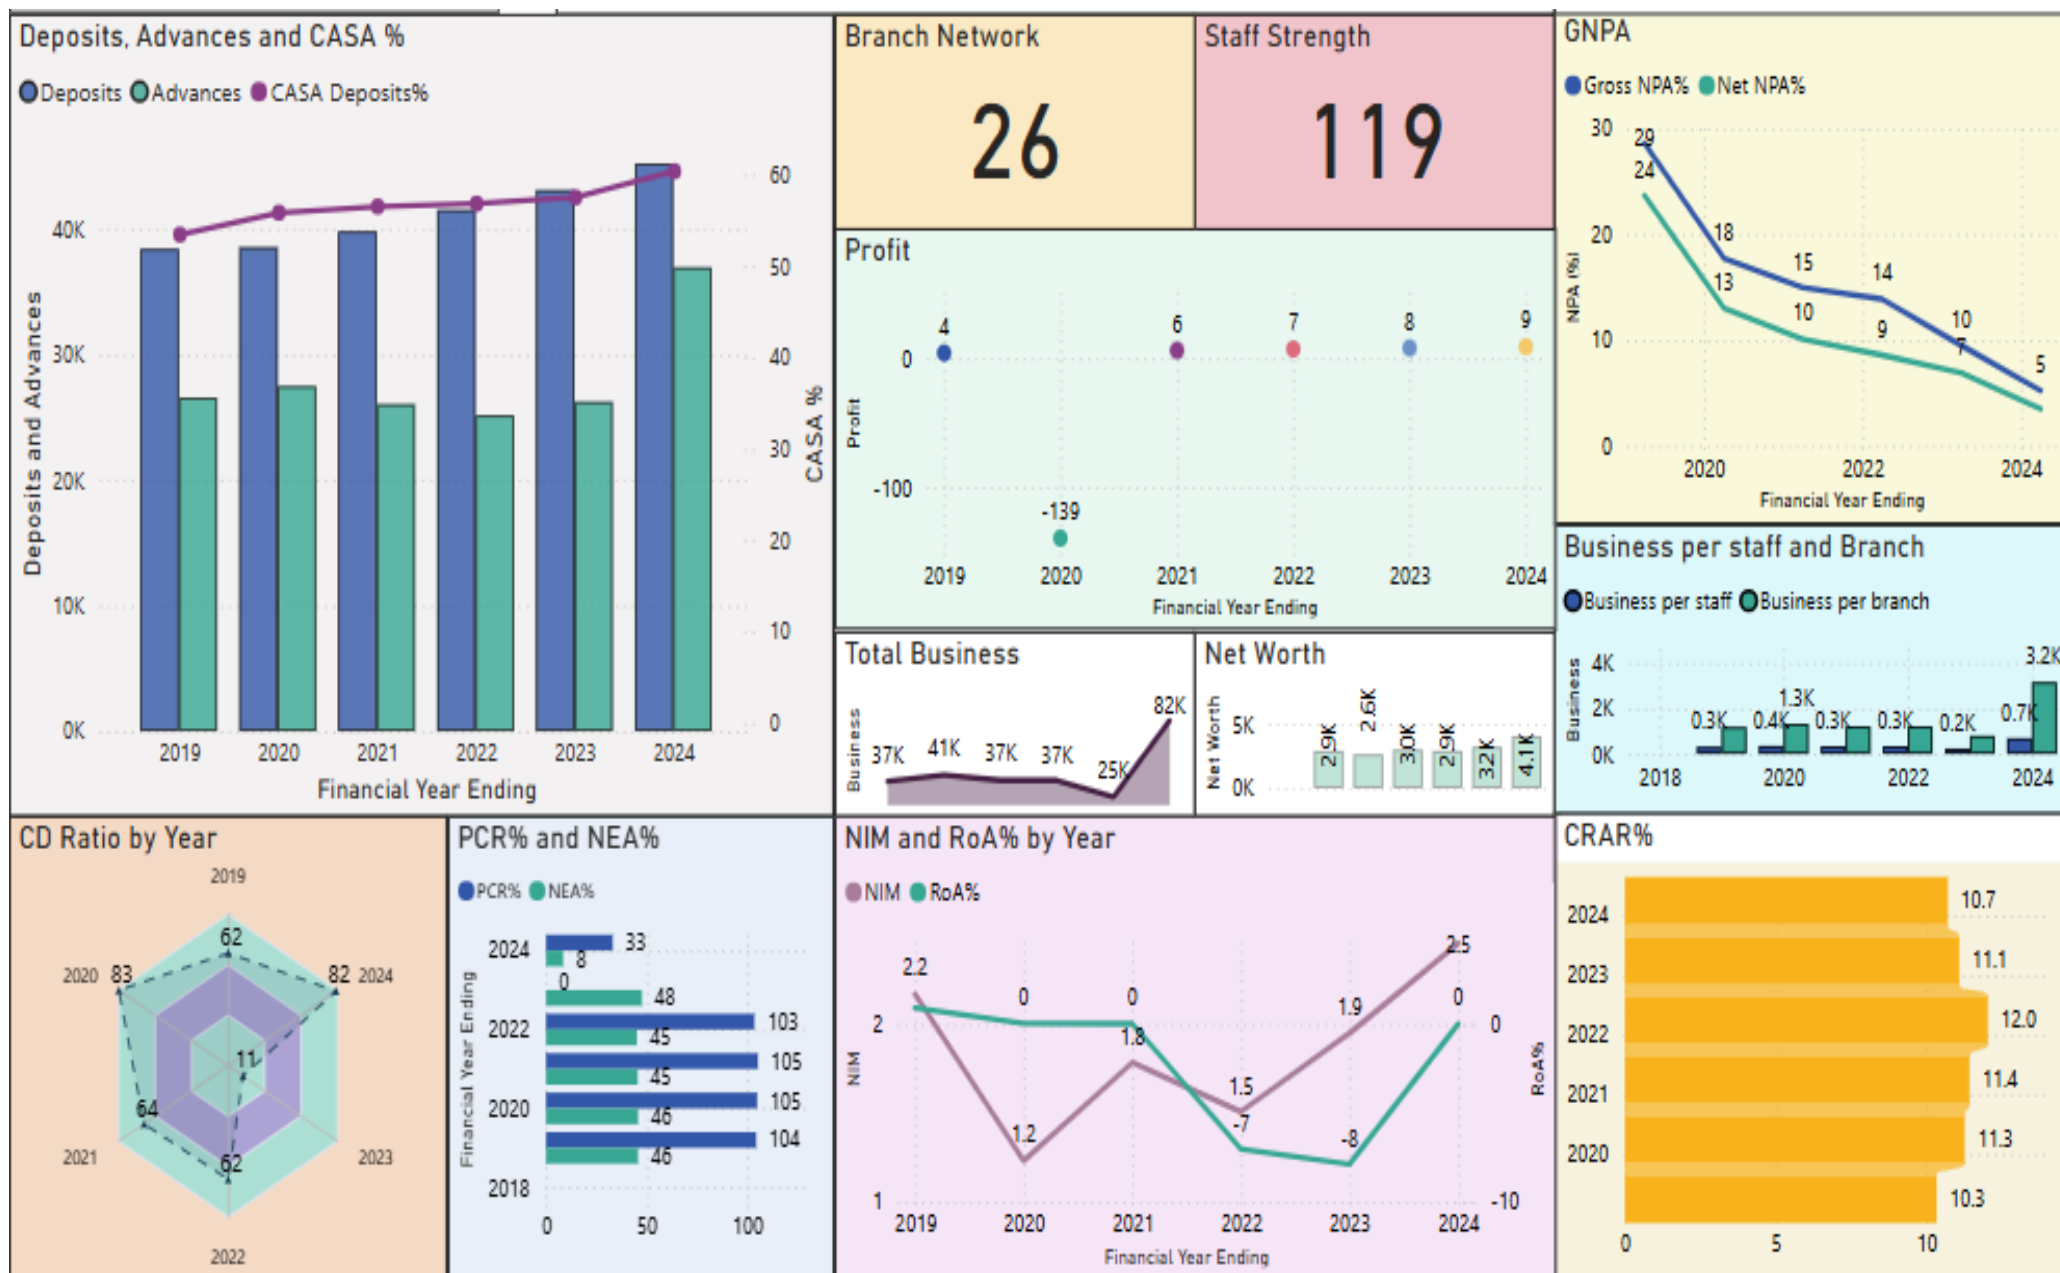 Deposits, Advances and CASA %
Deposits Advances CASA Deposits%
60
40K
50
30K
40
30
20K
20
10K
10
0K
0
Deposits and Advances
CASA %
2019 2020 2021 2022 2023 2024
Financial Year Ending
Branch Network
26
Staff Strength
119
Profit
4 6 7 8 9
0
-100
-139
Profit
2019 2020 2021 2022 2023 2024
Financial Year Ending
GNPA
Gross NPA% Net NPA%
30
20
10
0
NPA (%)
29 18 15 14 10 5
24 13 10 9 7
2020 2022 2024
Financial Year Ending
Total Business
Business
37K 41K 37K 37K 25K 82K
Net Worth
Net Worth
5K
0K
2.9K 2.6K 3.0K 2.9K 3.2K 4.1K
Business per staff and Branch
Business per staff Business per branch
Business
4K
2K
0K
0.3K 0.4K 1.3K 0.3K 0.3K 0.2K 0.7K 3.2K
2018 2020 2022 2024
CD Ratio by Year
2019
62
2020 83 82 2024
11
64
2021 62 2023
2022
PCR% and NEA%
PCR% NEA%
Financial Year Ending
2024 33
8
0
48
2022 103
45
105
45
2020 105
46
104
46
2018
0 50 100
NIM and RoA% by Year
NIM RoA%
2.2 1.2 1.8 1.5 1.9 2.5
0 0 -7 -8 0
2
1
NIM
0
-10
RoA%
2019 2020 2021 2022 2023 2024
Financial Year Ending
CRAR%
2024 10.7
2023 11.1
2022 12.0
2021 11.4
2020 11.3
10.3
0 5 10